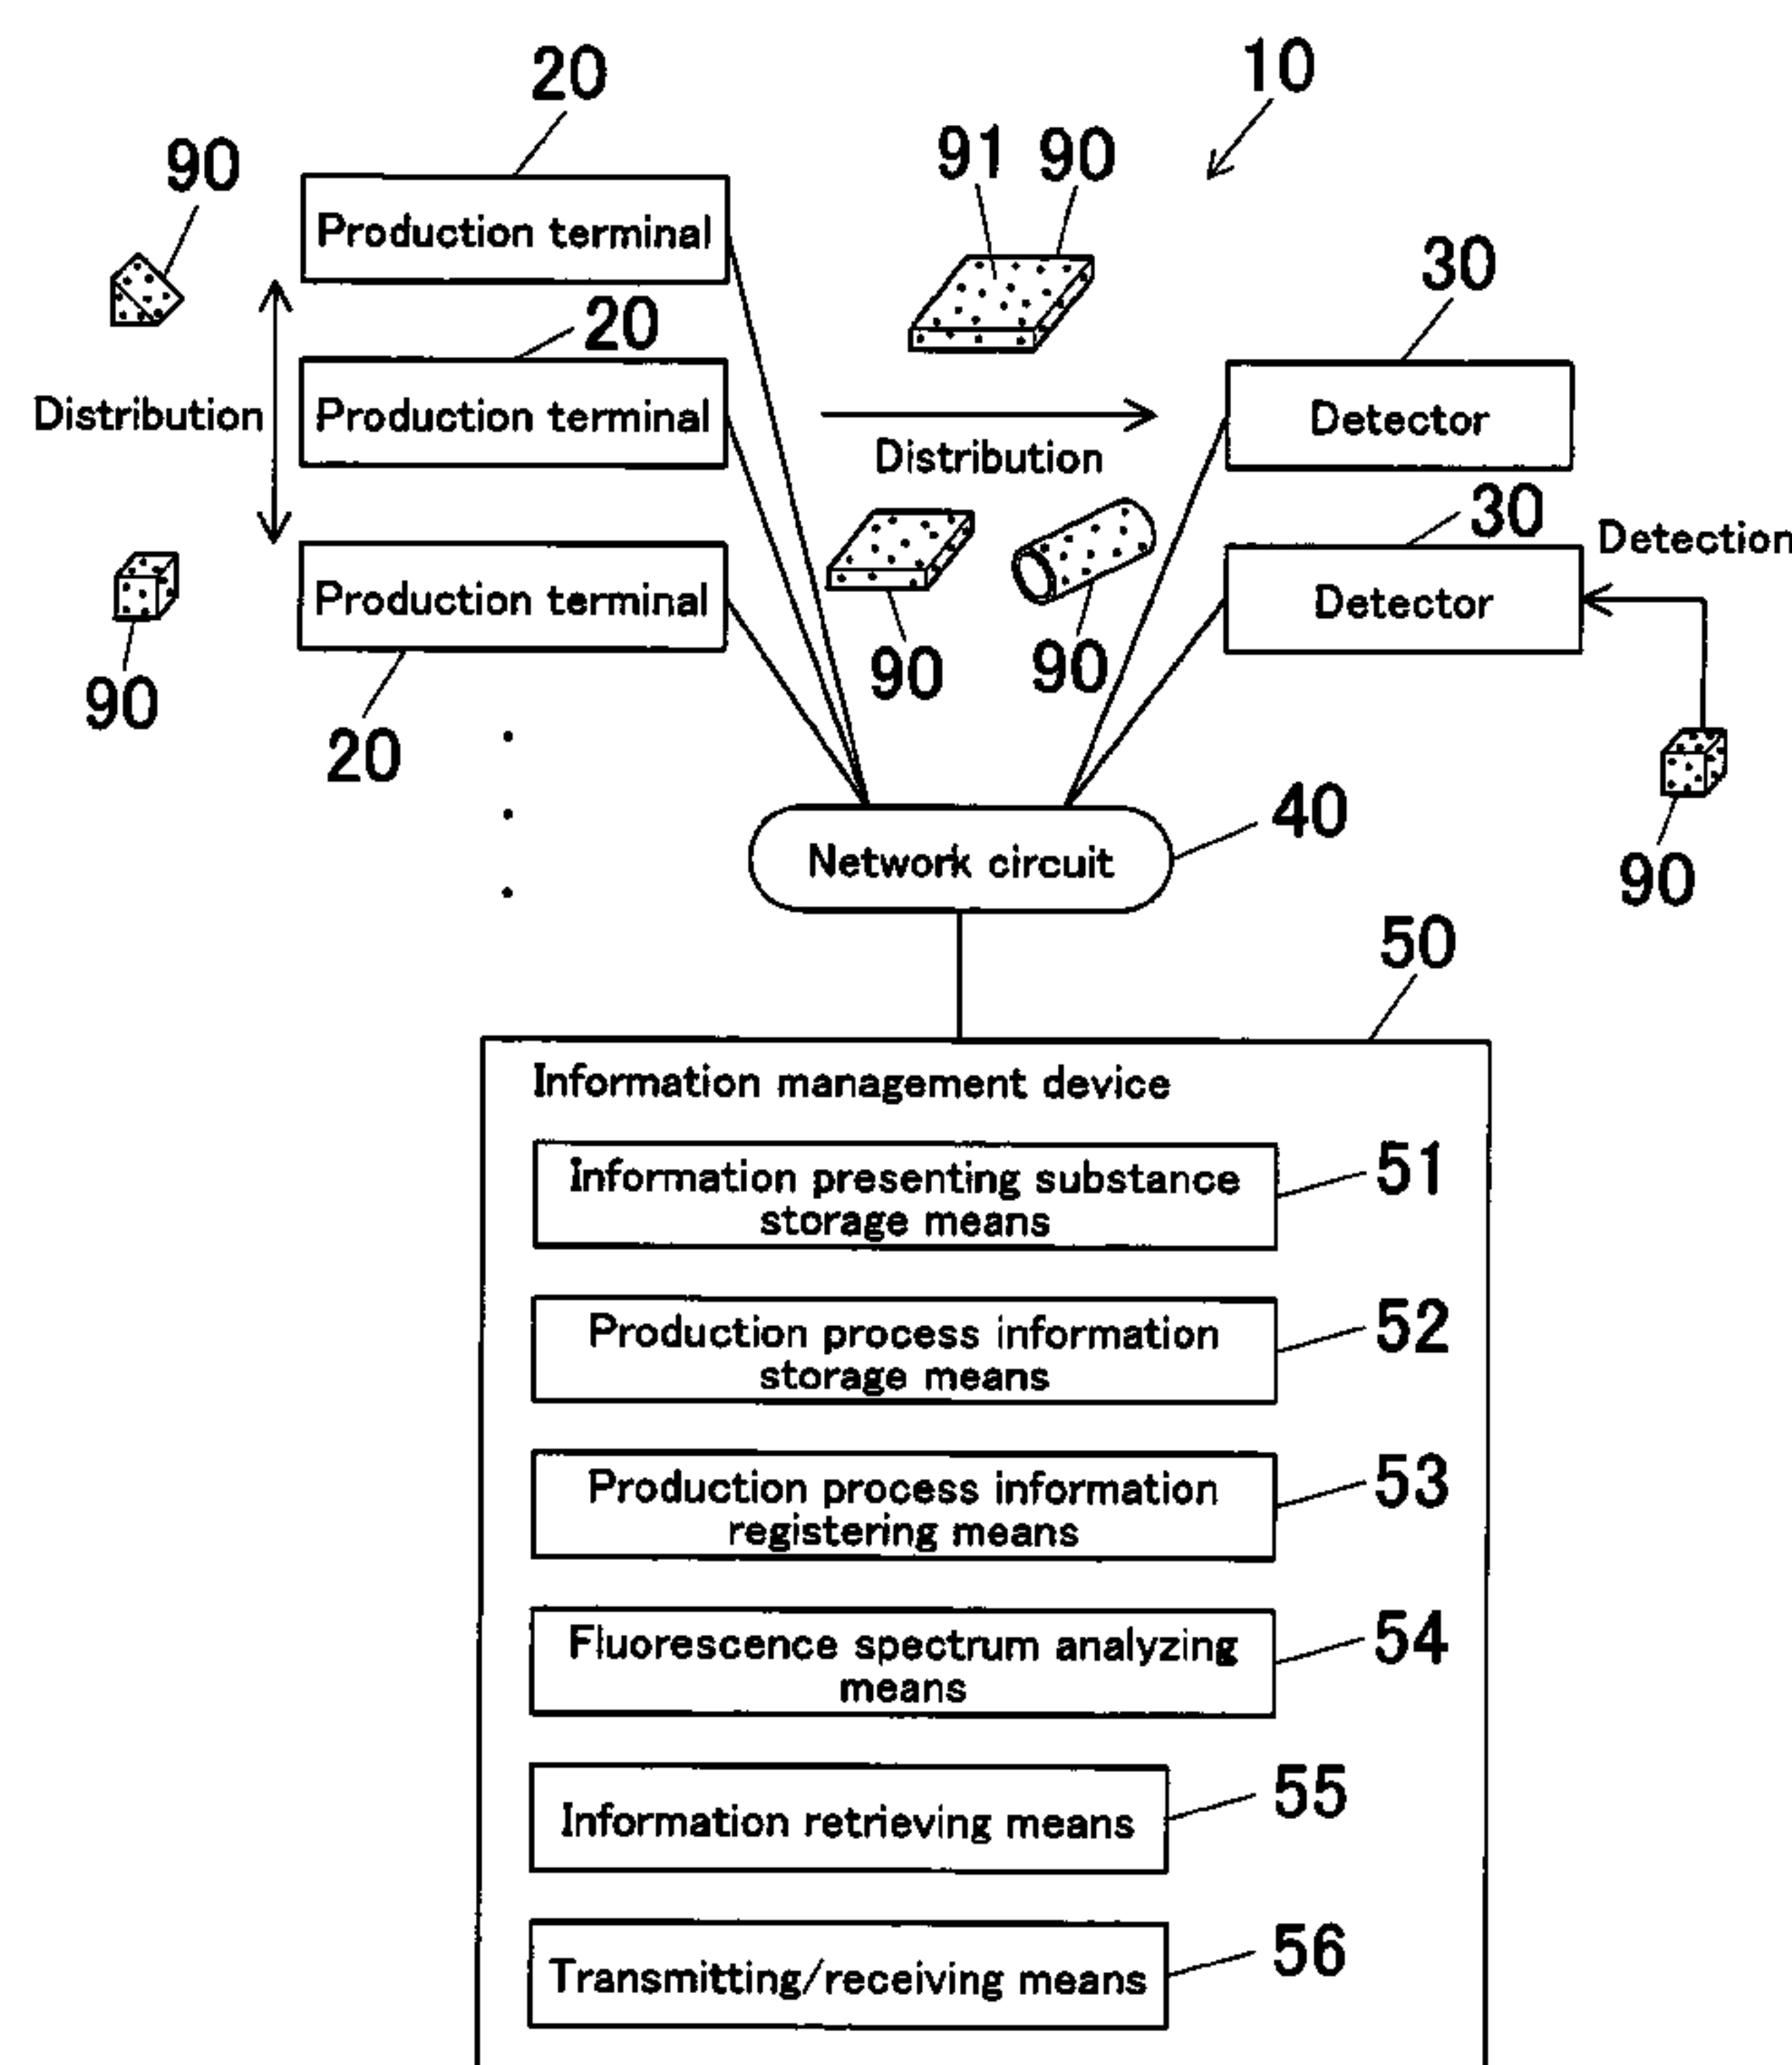 20
10
90
91 90
Production terminal
30
20
Distribution
Production terminal
Detector
Distribution
30
Detection
Production terminal
Detector
90
90
90
20
40
Network circuit
90
50
Information management device
Information presenting substance
storage means
51
Production process information
storage means
52
Production process information
registering means
53
Fluorescence spectrum analyzing
means
54
Information retrieving means
55
Transmitting/receiving means
56